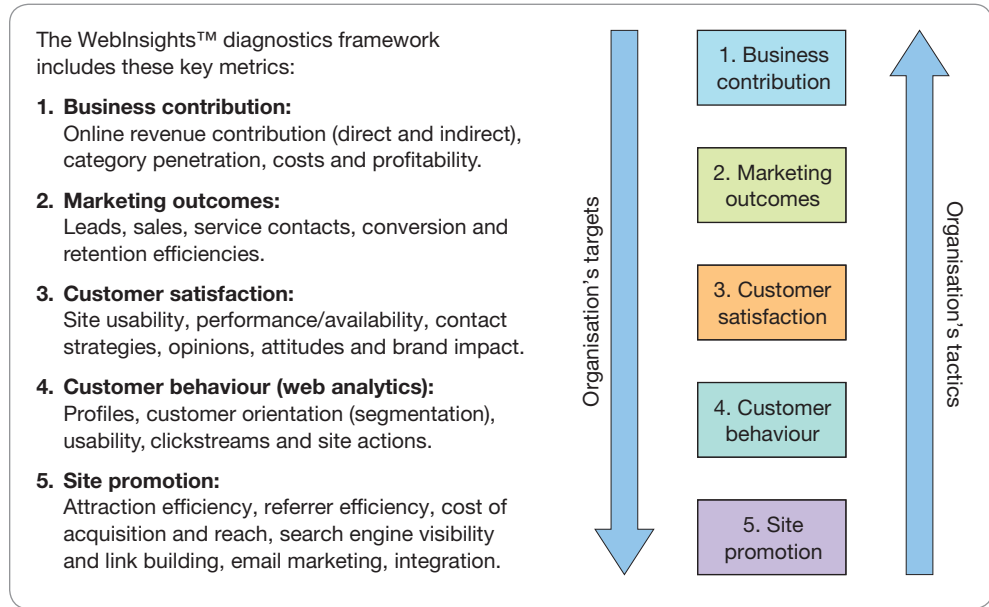 The WebInsights™ diagnostics framework
includes these key metrics:
1. Business contribution:
Online revenue contribution (direct and indirect),
category penetration, costs and profitability.
2. Marketing outcomes:
Leads, sales, service contacts, conversion and
retention efficiencies.
3. Customer satisfaction:
Site usability, performance/availability, contact
strategies, opinions, attitudes and brand impact.
4. Customer behaviour (web analytics):
Profiles, customer orientation (segmentation),
usability, clickstreams and site actions.
5. Site promotion:
Attraction efficiency, referrer efficiency, cost of
acquisition and reach, search engine visibility
and link building, email marketing, integration.
Organisation's targets
1. Business
contribution
2. Marketing
outcomes
3. Customer
satisfaction
4. Customer
behaviour
5. Site
promotion
Organisation's tactics